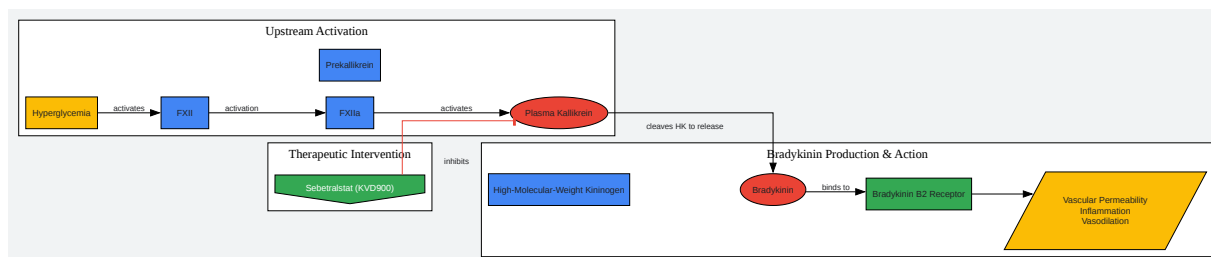 Upstream Activation
Prekallikrein
Hyperglycemia
activates
FXII
activation
FXIIa
activates
Plasma Kallikrein
cleaves HK to release
Therapeutic Intervention
Sebetralstat (KVD900)
inhibits
Bradykinin Production & Action
High-Molecular-Weight Kininogen
Bradykinin
binds to
Bradykinin B2 Receptor
Vascular Permeability
Inflammation
Vasodilation